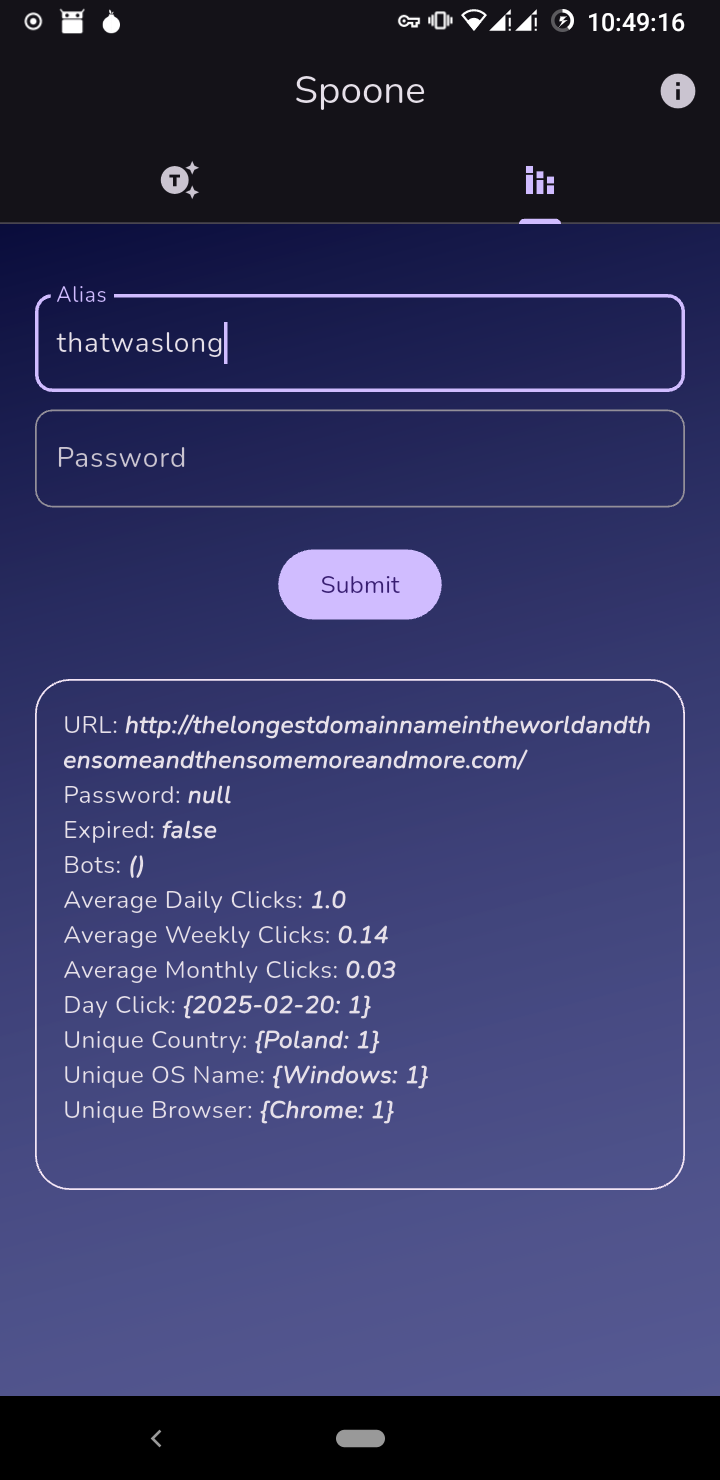 10:49:16
Spoone
T
Alias
thatwaslong
Password
Submit
URL: http://thelongestdomainnameintheworldandth
ensomeandthensomemoreandmore.com/
Password: null
Expired: false
Bots: ()
Average Daily Clicks: 1.0
Average Weekly Clicks: 0.14
Average Monthly Clicks: 0.03
Day Click: {2025-02-20: 1}
Unique Country: {Poland: 1}
Unique OS Name: {Windows: 1}
Unique Browser: {Chrome: 1}